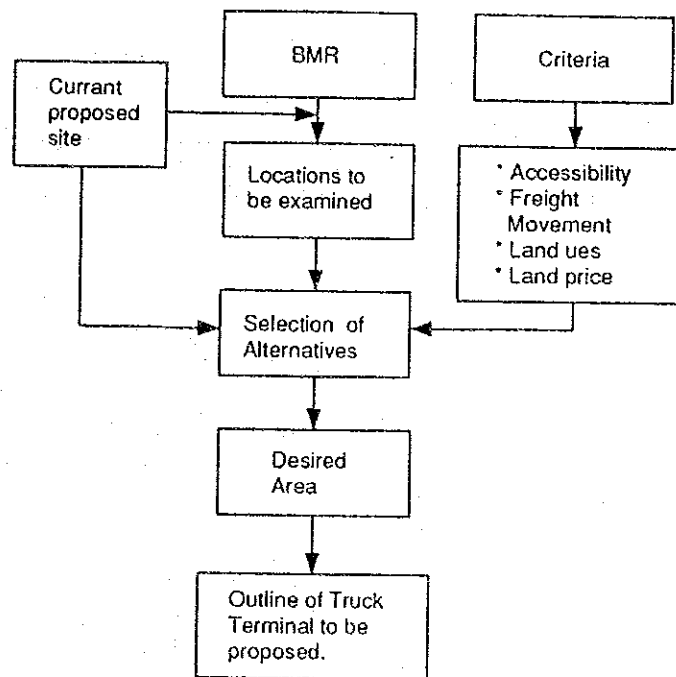 BMR
Criteria
Currant
proposed
site
Locations to
be examined
* Accessibility
* Freight
Movement
* Land ues
* Land price
Selection of
Alternatives
Desired
Area
Outline of Truck
Terminal to be
proposed.